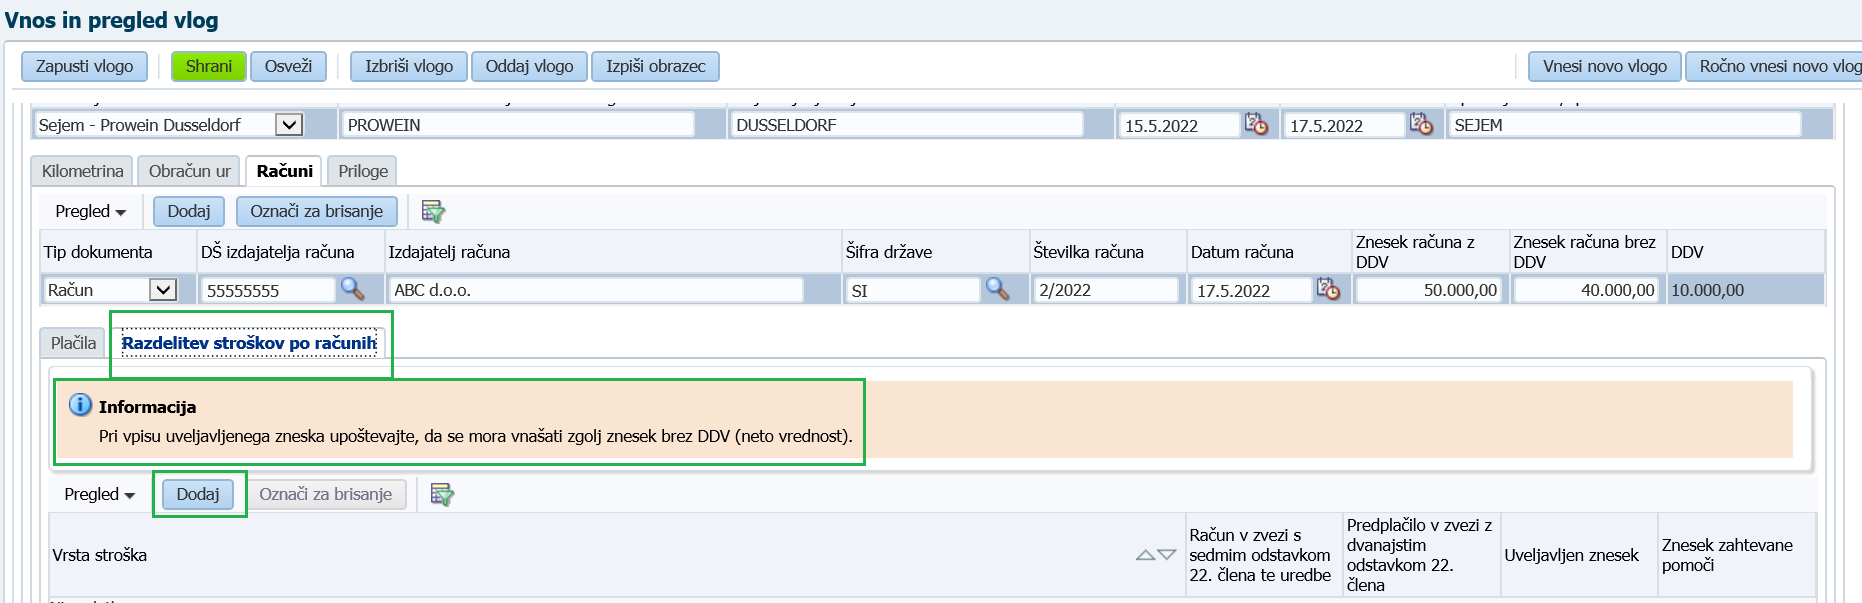 Vnos in pregled vlog
Zapusti vlogo Shrani Osveži Izbriši vlogo Oddaj vlogo Izpiši obrazec Vnesi novo vlogo Ročno vnesi novo vlog
Sejem - Prowein Dusseldorf PROWEIN DUSSELDORF 15.5.2022 17.5.2022 SEJEM
Kilometrina Obračun ur Računi Priloge
Pregled Dodaj Označi za brisanje
Tip dokumenta DŠ izdajatelja računa Izdajatelj računa Šifra države Številka računa Datum računa Znesek računa z DDV Znesek računa brez DDV DDV
Račun 55555555 ABC d.o.o. SI 2/2022 17.5.2022 50.000,00 40.000,00 10.000,00
Plačila Razdelitev stroškov po računih
Informacija
Pri vpisu uveljavljenega zneska upoštevajte, da se mora vnašati zgolj znesek brez DDV (neto vrednost).
Pregled Dodaj Označi za brisanje
Vrsta stroška
Račun v zvezi s
sedmim odstavkom
22. člena te uredbe
Predplačilo v zvezi z
dvanajstim
odstavkom 22.
člena
Uveljavljen znesek
Znesek zahtevane
pomoči